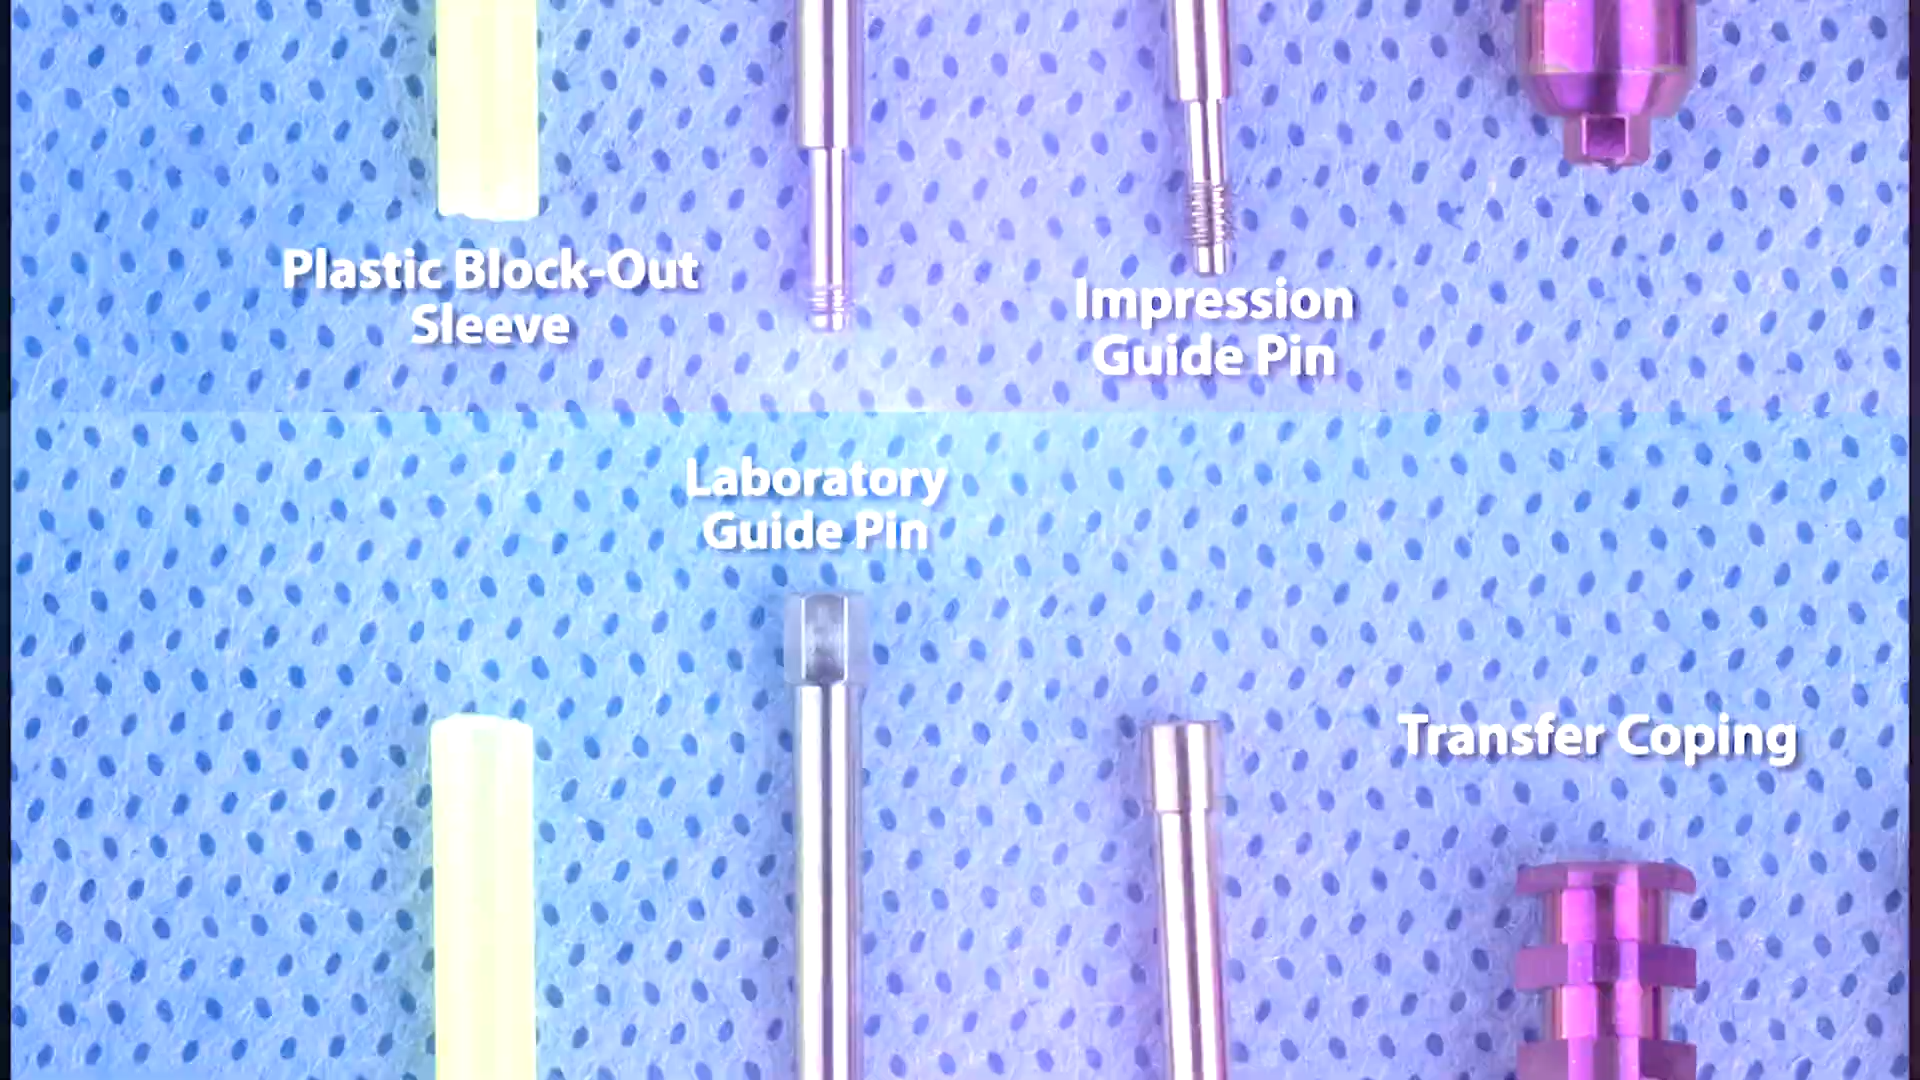 Plastic Block-Out
Sleeve
Impression
Guide Pin
Laboratory
Guide Pin
Transfer Coping